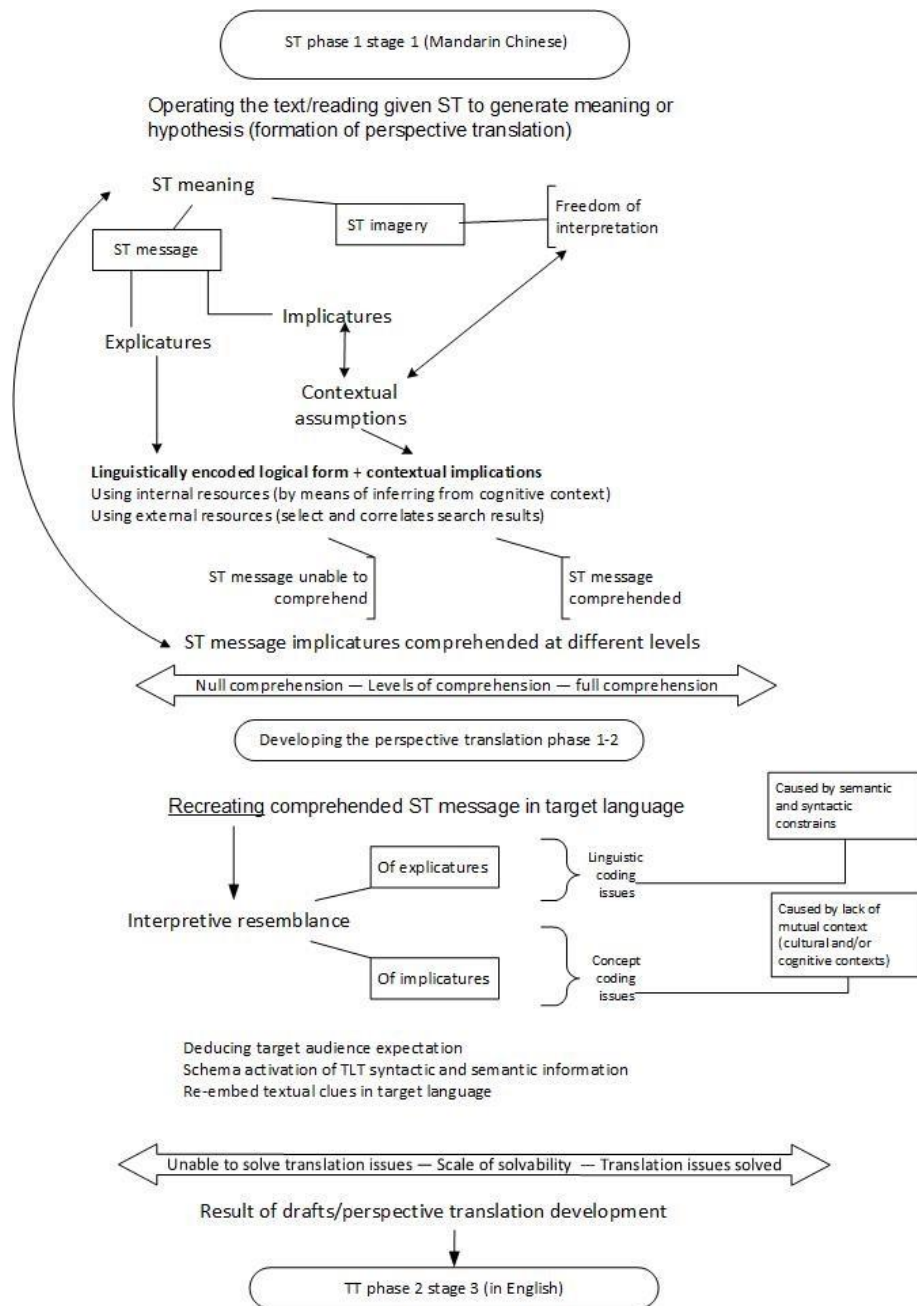 ST phase 1 stage 1 (Mandarin Chinese)
Operating the text/reading given ST to generate meaning or
hypothesis (formation of perspective translation)
ST meaning
ST imagery
Freedom of
interpretation
ST message
Implicatures
Explicatures
Contextual
assumptions
Linguistically encoded logical form + contextual implications
Using internal resources (by means of inferring from cognitive context)
Using external resources (select and correlates search results)
ST message unable to
comprehend
ST message
comprehended
ST message implicatures comprehended at different levels
Null comprehension — Levels of comprehension — full comprehension
Developing the perspective translation phase 1-2
Recreating comprehended ST message in target language
Caused by semantic
and syntactic
constrains
Of explicatures
Linguistic
coding
issues
Interpretive resemblance
Caused by lack of
mutual context
(cultural and/or
cognitive contexts)
Of implicatures
Concept
coding
issues
Deducing target audience expectation
Schema activation of TLT syntactic and semantic information
Re-embed textual clues in target language
Unable to solve translation issues — Scale of solvability — Translation issues solved
Result of drafts/perspective translation development
TT phase 2 stage 3 (in English)